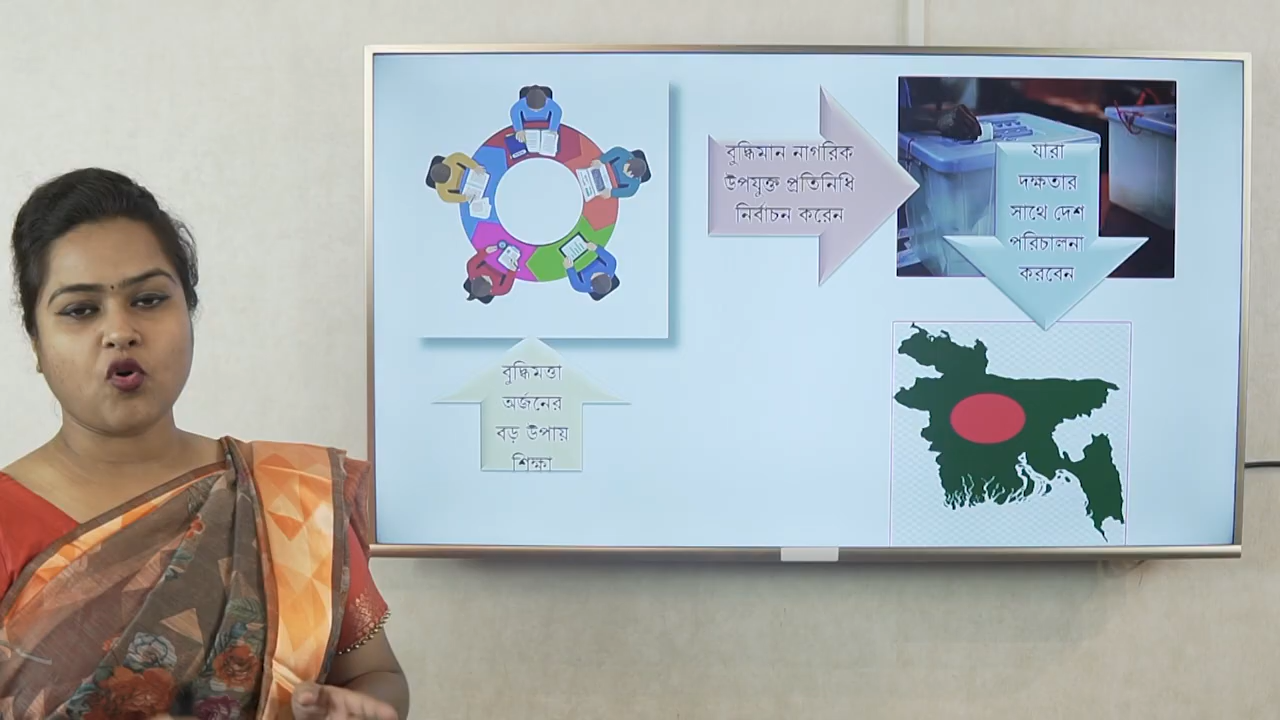 বুদ্ধিমান নাগরিক
উপযুক্ত প্রতিনিধি
নির্বাচন করেন
যারা
দক্ষতার
সাথে দেশ
পরিচালনা
করবেন
বুদ্ধিমত্তা
অর্জনের
বড় উপায়
শিক্ষা